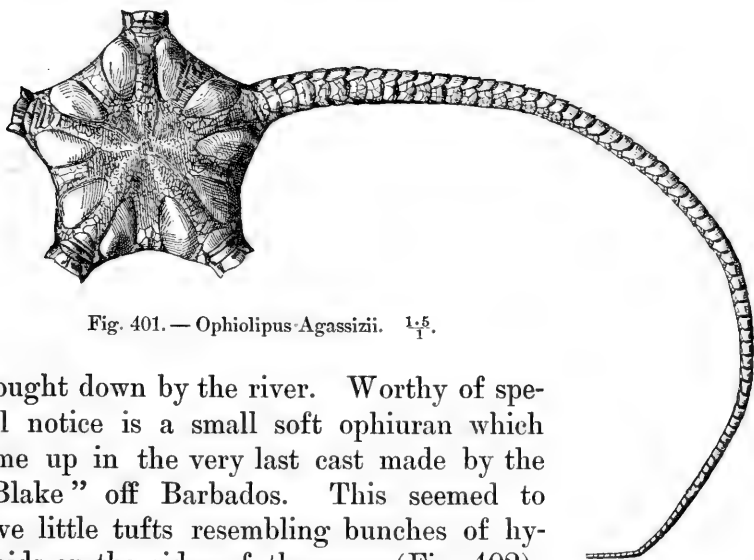 Fig. 401. — Ophiolipus Agassizii. 1·5/1.
ought down by the river. Worthy of spe-
l notice is a small soft ophiuran which
me up in the very last cast made by the
Blake" off Barbados. This seemed to
ve little tufts resembling bunches of hy-